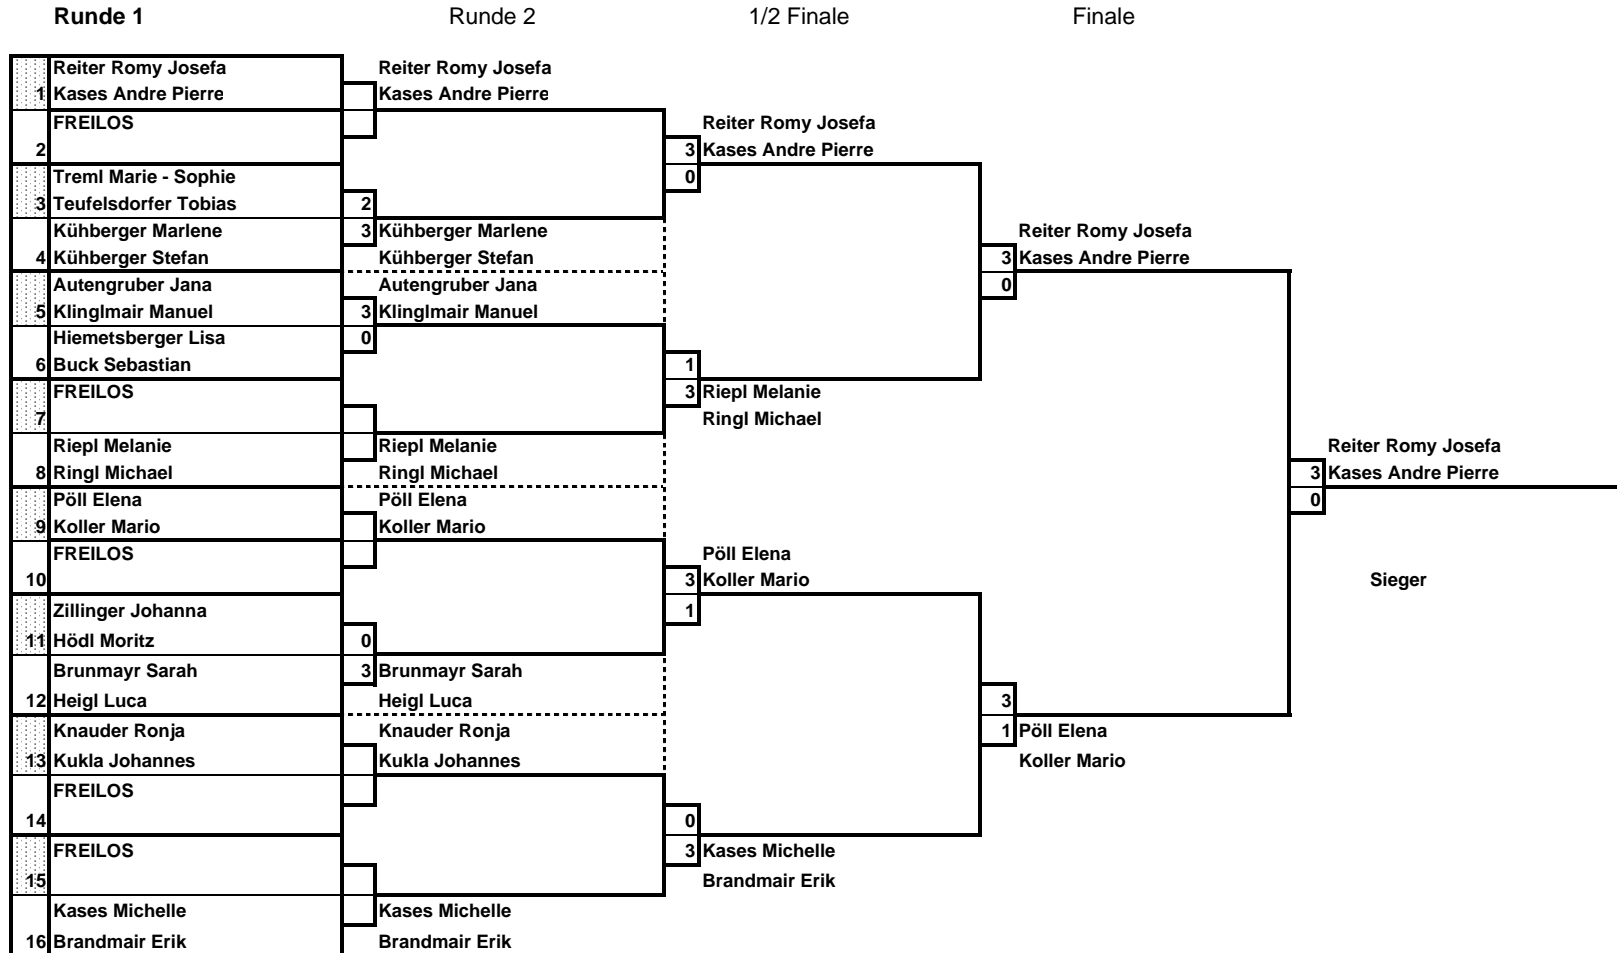 Runde 1 Runde 2 1/2 Finale Finale
Reiter Romy Josefa Reiter Romy Josefa
1 Kases Andre Pierre Kases Andre Pierre
FREILOS Reiter Romy Josefa
2 3 Kases Andre Pierre
Treml Marie - Sophie 0
3 Teufelsdorfer Tobias 2
Kühberger Marlene 3 Kühberger Marlene Reiter Romy Josefa
4 Kühberger Stefan Kühberger Stefan 3 Kases Andre Pierre
Autengruber Jana Autengruber Jana 0
5 Klinglmair Manuel 3 Klinglmair Manuel
Hiemetsberger Lisa 0
6 Buck Sebastian 1
FREILOS 3 Riepl Melanie
7 Ringl Michael
Riepl Melanie Riepl Melanie Reiter Romy Josefa
8 Ringl Michael Ringl Michael 3 Kases Andre Pierre
Pöll Elena Pöll Elena 0
9 Koller Mario Koller Mario
FREILOS Pöll Elena
10 3 Koller Mario Sieger
Zillinger Johanna 1
11 Hödl Moritz 0
Brunmayr Sarah 3 Brunmayr Sarah
12 Heigl Luca Heigl Luca 3
Knauder Ronja Knauder Ronja 1 Pöll Elena
13 Kukla Johannes Kukla Johannes Koller Mario
FREILOS
14 0
FREILOS 3 Kases Michelle
15 Brandmair Erik
Kases Michelle Kases Michelle
16 Brandmair Erik Brandmair Erik